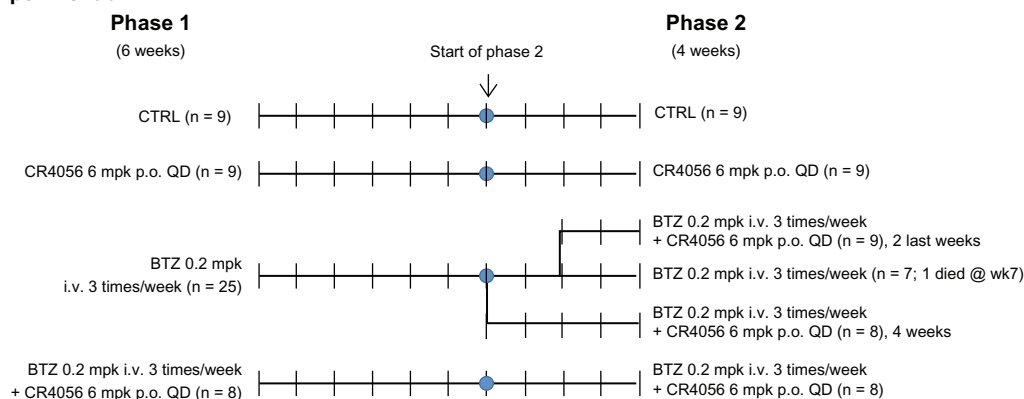 Phase 1
(6 weeks)
Start of phase 2
Phase 2
(4 weeks)
CTRL (n = 9)
CTRL (n = 9)
CR4056 6 mpk p.o. QD (n = 9)
CR4056 6 mpk p.o. QD (n = 9)
BTZ 0.2 mpk
i.v. 3 times/week (n = 25)
BTZ 0.2 mpk i.v. 3 times/week
+ CR4056 6 mpk p.o. QD (n = 9), 2 last weeks
BTZ 0.2 mpk i.v. 3 times/week (n = 7; 1 died @ wk7)
BTZ 0.2 mpk i.v. 3 times/week
+ CR4056 6 mpk p.o. QD (n = 8), 4 weeks
BTZ 0.2 mpk i.v. 3 times/week
+ CR4056 6 mpk p.o. QD (n = 8)
BTZ 0.2 mpk i.v. 3 times/week
+ CR4056 6 mpk p.o. QD (n = 8)